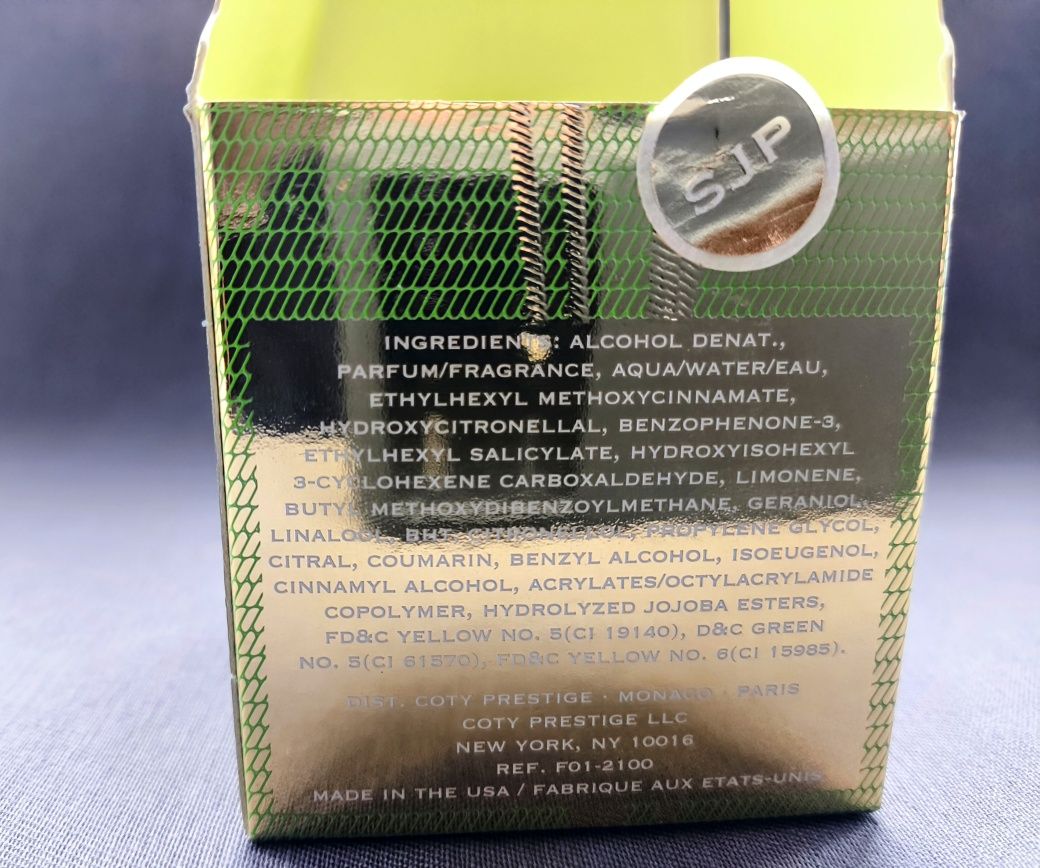 SJP
INGREDIENTS: ALCOHOL DENAT.,
PARFUM/FRAGRANCE, AQUA/WATER/EAU,
ETHYLHEXYL METHOXYCINNAMATE,
HYDROXYCITRONELLAL, BENZOPHENONE-3,
ETHYLHEXYL SALICYLATE, HYDROXYISOHEXYL
3-CYCLOHEXENE CARBOXALDEHYDE, LIMONENE,
BUTYL METHOXYDIBENZOYLMETHANE, GERANIOL,
LINALOOL, BHT, CITRONELLOL, PROPYLENE GLYCOL,
CITRAL, COUMARIN, BENZYL ALCOHOL, ISOEUGENOL,
CINNAMYL ALCOHOL, ACRYLATES/OCTYLACRYLAMIDE
COPOLYMER, HYDROLYZED JOJOBA ESTERS,
FD&C YELLOW NO. 5(CI 19140), D&C GREEN
NO. 5(CI 61570), FD&C YELLOW NO. 6(CI 15985).
DIST. COTY PRESTIGE · MONACO · PARIS
COTY PRESTIGE LLC
NEW YORK, NY 10016
REF. F01-2100
MADE IN THE USA / FABRIQUE AUX ETATS-UNIS